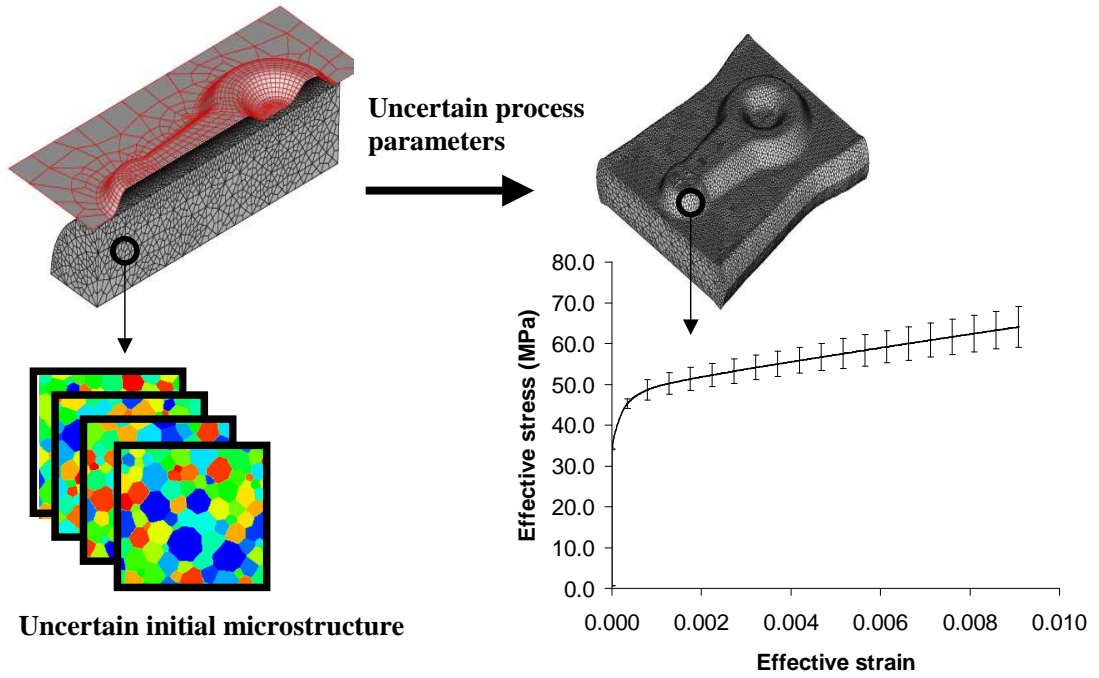 Uncertain process
parameters
80.0
70.0
60.0
50.0
40.0
30.0
20.0
10.0
0.0
Effective stress (MPa)
0.000 0.002 0.004 0.006 0.008 0.010
Effective strain
Uncertain initial microstructure